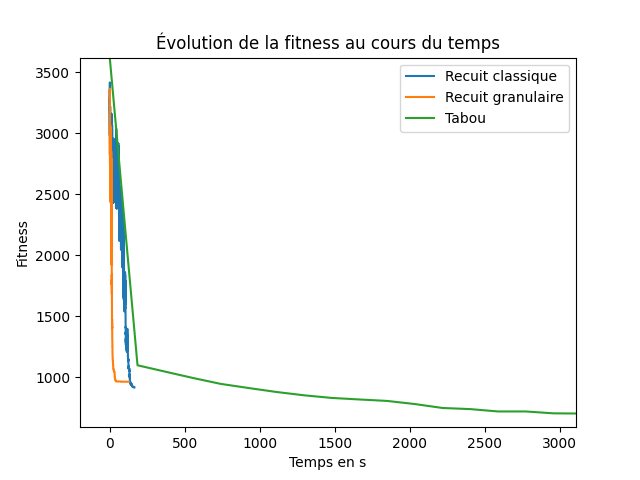 Évolution de la fitness au cours du temps
3500
3000
2500
2000
1500
1000
Fitness
Recuit classique
Recuit granulaire
Tabou
0
500
1000
1500
2000
2500
3000
Temps en s